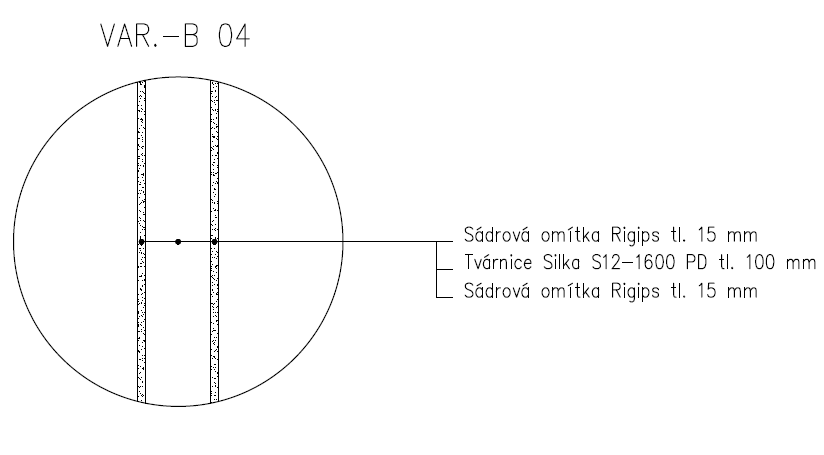 VAR.-B 04
Sádrová omítka Rigips tl. 15 mm
Tvárnice Silka S12-1600 PD tl. 100 mm
Sádrová omítka Rigips tl. 15 mm